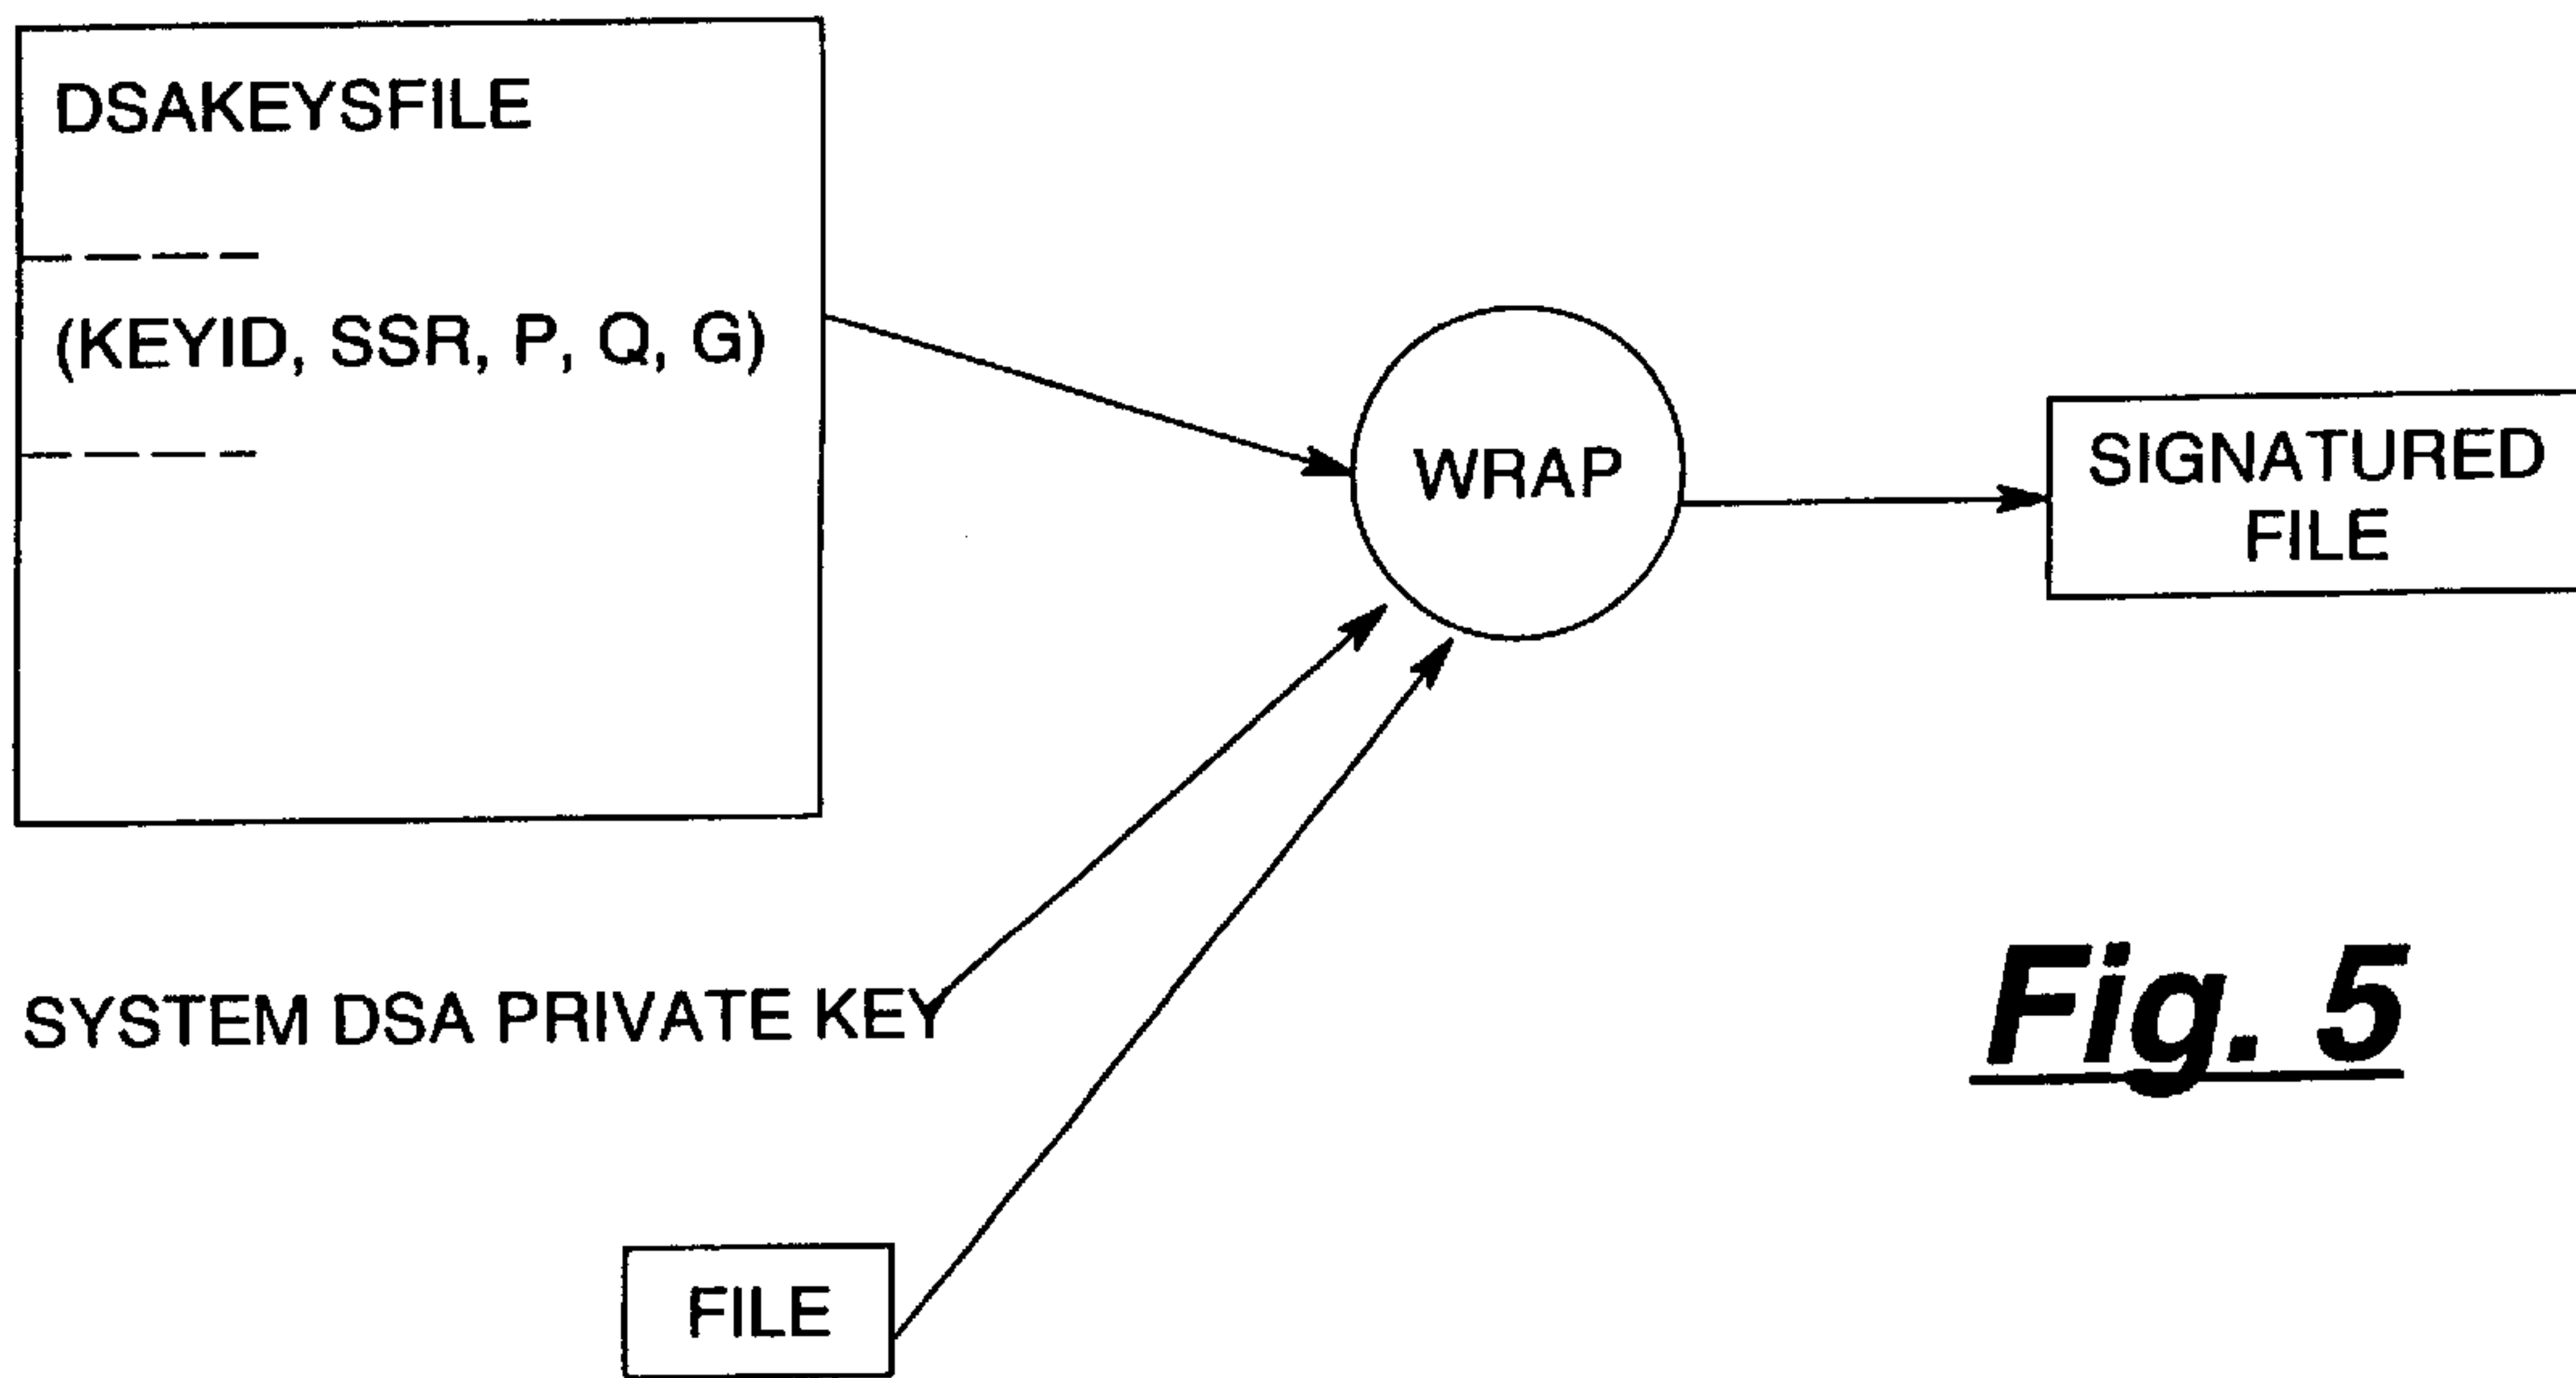 DSAKEYSFILE
(KEYID, SSR, P, Q, G)
WRAP
SIGNATURED
FILE
SYSTEM DSA PRIVATE KEY
FILE
Fig. 5